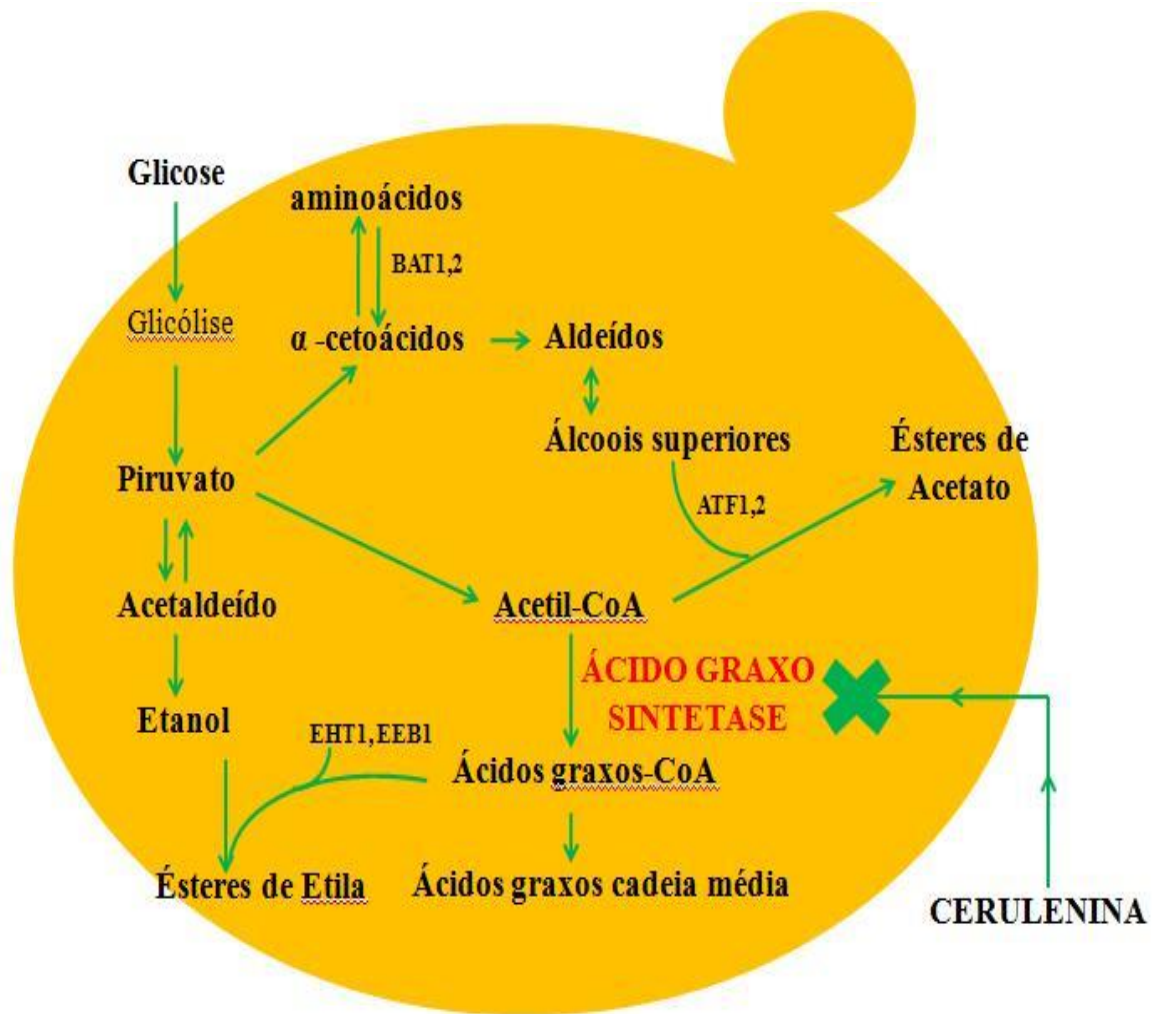 Glicose
aminoácidos
BAT1,2
Glicólise
α -cetoácidos
Aldeídos
Álcoois superiores
Ésteres de
Acetato
Piruvato
ATF1,2
Acetaldeído
Acetil-CoA
ÁCIDO GRAXO
SINTETASE
Etanol
EHT1,EEB1
Ácidos graxos-CoA
Ésteres de Etila
Ácidos graxos cadeia média
CERULENINA